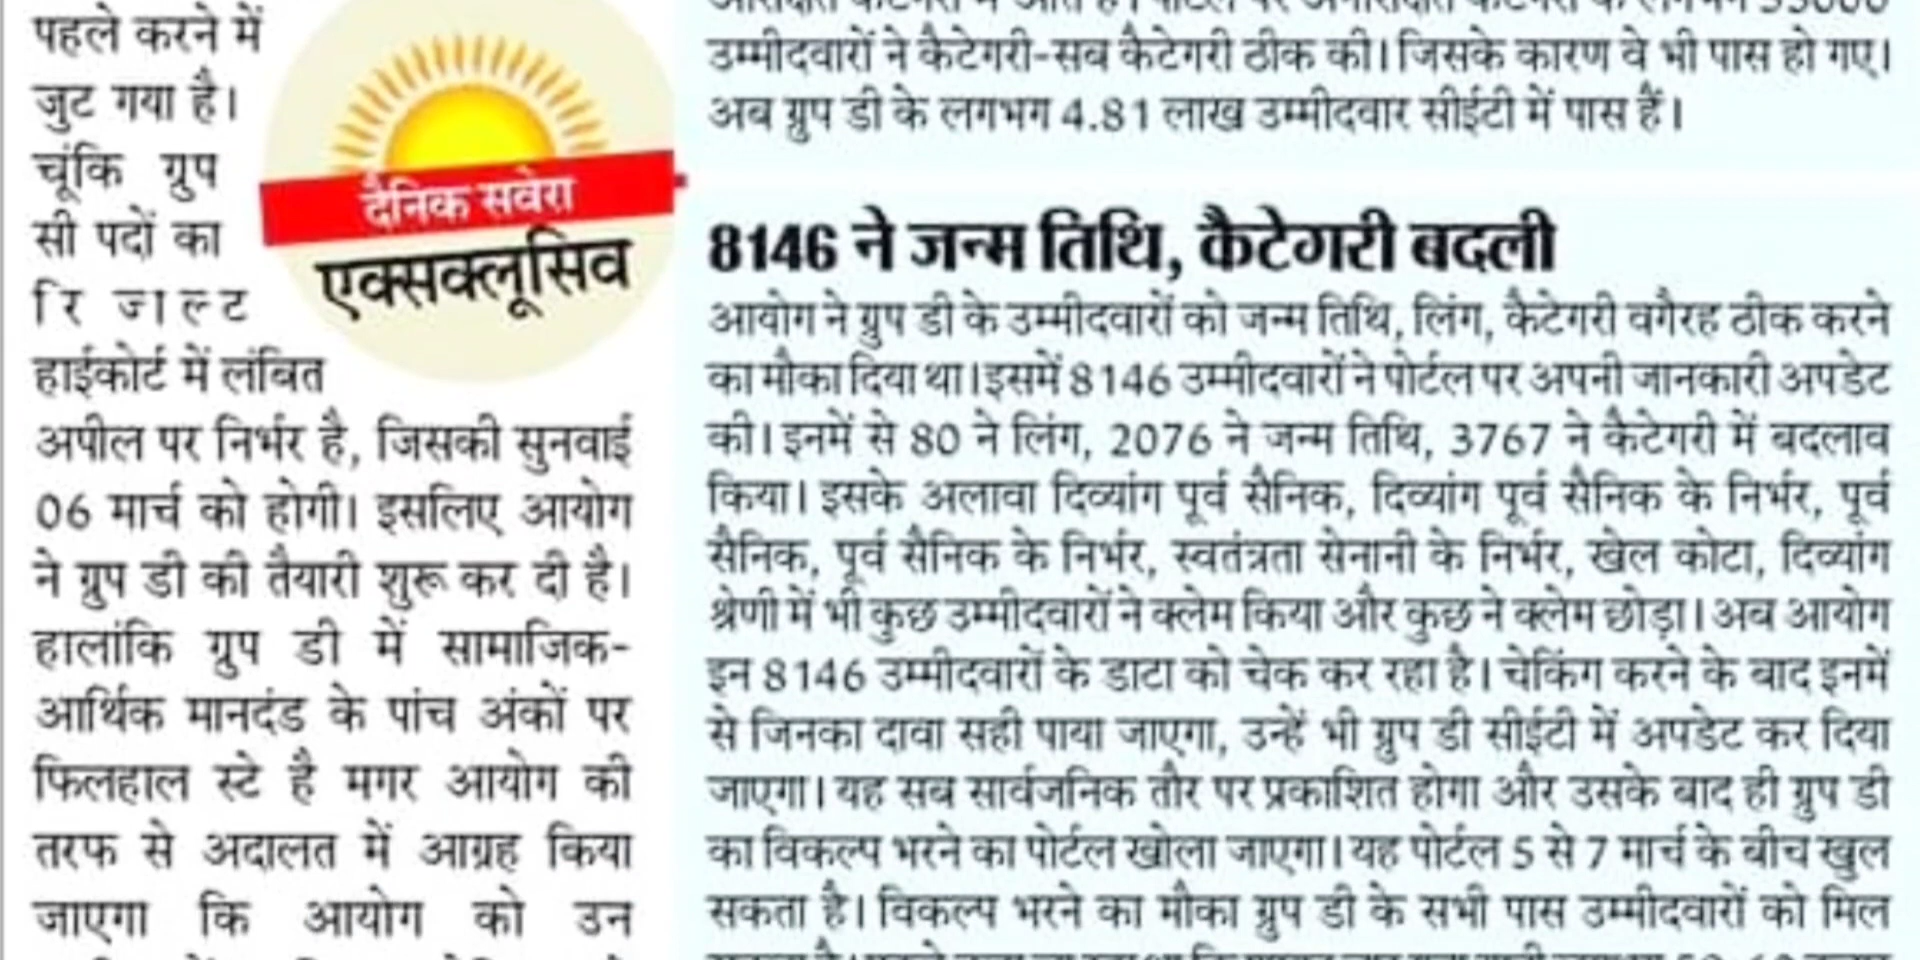 पहले करने में
जुट गया है।
चूंकि ग्रुप
सी पदों का
रिजाल्ट
हाईकोर्ट में लंबित
अपील पर निर्भर है, जिसकी सुनवाई
06 मार्च को होगी। इसलिए आयोग
ने ग्रुप डी की तैयारी शुरू कर दी है।
हालांकि ग्रुप डी में सामाजिक-
आर्थिक मानदंड के पांच अंकों पर
फिलहाल स्टे है मगर आयोग की
तरफ से अदालत में आग्रह किया
जाएगा कि आयोग को उन
दैनिक सवेरा
एक्सक्लूसिव
उम्मीदवारों ने कैटेगरी-सब कैटेगरी ठीक की। जिसके कारण वे भी पास हो गए।
अब ग्रुप डी के लगभग 4.81 लाख उम्मीदवार सीईटी में पास हैं।
8146 ने जन्म तिथि, कैटेगरी बदली
आयोग ने ग्रुप डी के उम्मीदवारों को जन्म तिथि, लिंग, कैटेगरी वगैरह ठीक करने
का मौका दिया था। इसमें 8146 उम्मीदवारों ने पोर्टल पर अपनी जानकारी अपडेट
की। इनमें से 80 ने लिंग, 2076 ने जन्म तिथि, 3767 ने कैटेगरी में बदलाव
किया। इसके अलावा दिव्यांग पूर्व सैनिक, दिव्यांग पूर्व सैनिक के निर्भर, पूर्व
सैनिक, पूर्व सैनिक के निर्भर, स्वतंत्रता सेनानी के निर्भर, खेल कोटा, दिव्यांग
श्रेणी में भी कुछ उम्मीदवारों ने क्लेम किया और कुछ ने क्लेम छोड़ा। अब आयोग
इन 8146 उम्मीदवारों के डाटा को चेक कर रहा है। चेकिंग करने के बाद इनमें
से जिनका दावा सही पाया जाएगा, उन्हें भी ग्रुप डी सीईटी में अपडेट कर दिया
जाएगा। यह सब सार्वजनिक तौर पर प्रकाशित होगा और उसके बाद ही ग्रुप डी
का विकल्प भरने का पोर्टल खोला जाएगा। यह पोर्टल 5 से 7 मार्च के बीच खुल
सकता है। विकल्प भरने का मौका ग्रुप डी के सभी पास उम्मीदवारों को मिल